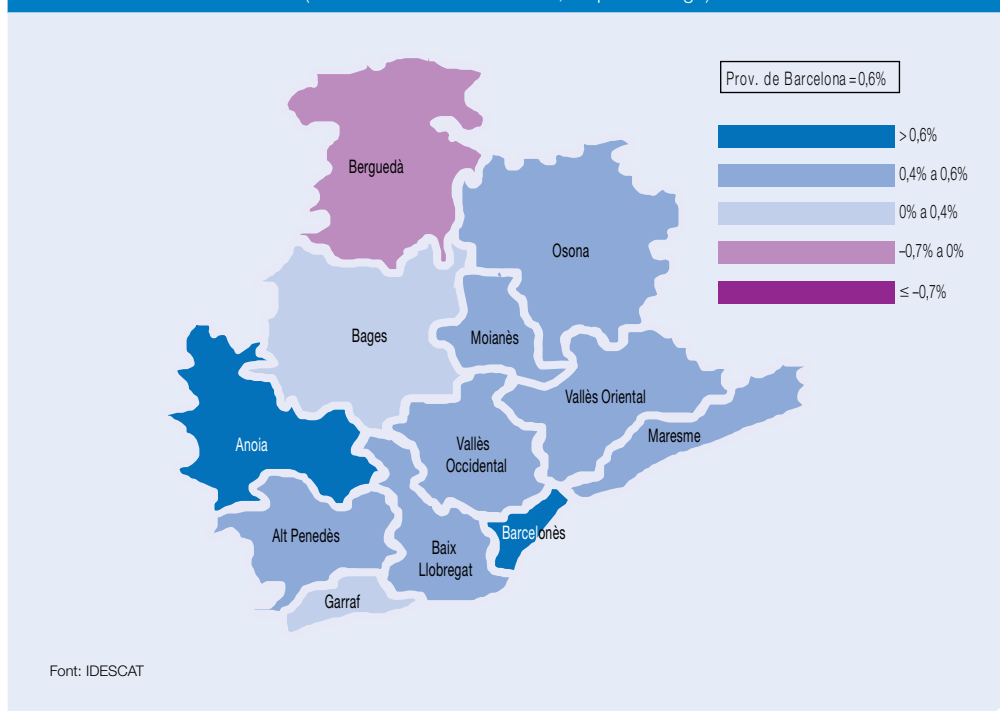 Prov. de Barcelona = 0,6%
> 0,6%
0,4% a 0,6%
0% a 0,4%
–0,7% a 0%
≤ –0,7%
Berguedà
Osona
Bages
Moianès
Vallès Oriental
Maresme
Anoia
Vallès
Occidental
Barcelonès
Alt Penedès
Baix
Llobregat
Garraf
Font: IDESCAT